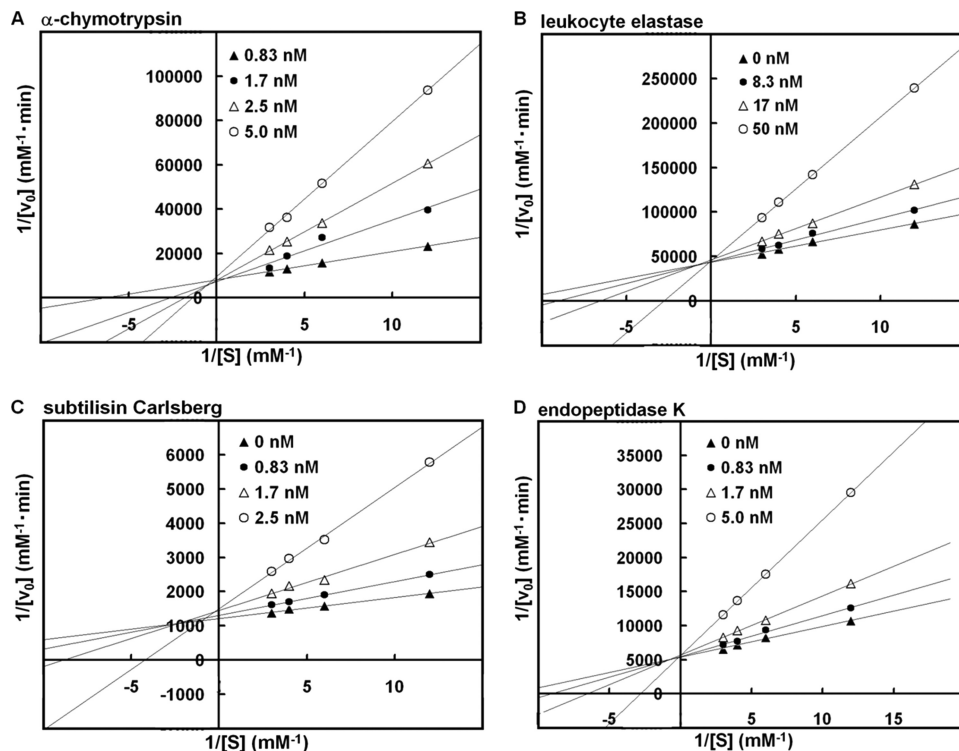 A α-chymotrypsin
▲ 0.83 nM
● 1.7 nM
△ 2.5 nM
○ 5.0 nM
100000
80000
60000
40000
20000
0
-5
5
10
1/[v₀] (mM⁻¹·min)
1/[S] (mM⁻¹)
B leukocyte elastase
▲ 0 nM
● 8.3 nM
△ 17 nM
○ 50 nM
250000
200000
150000
100000
50000
0
-5
5
10
1/[v₀] (mM⁻¹·min)
1/[S] (mM⁻¹)
C subtilisin Carlsberg
▲ 0 nM
● 0.83 nM
△ 1.7 nM
○ 2.5 nM
6000
5000
4000
3000
2000
1000
0
-1000
-5
5
10
1/[v₀] (mM⁻¹·min)
1/[S] (mM⁻¹)
D endopeptidase K
▲ 0 nM
● 0.83 nM
△ 1.7 nM
○ 5.0 nM
40000
35000
30000
25000
20000
15000
10000
5000
0
-5
5
10
15
1/[v₀] (mM⁻¹·min)
1/[S] (mM⁻¹)